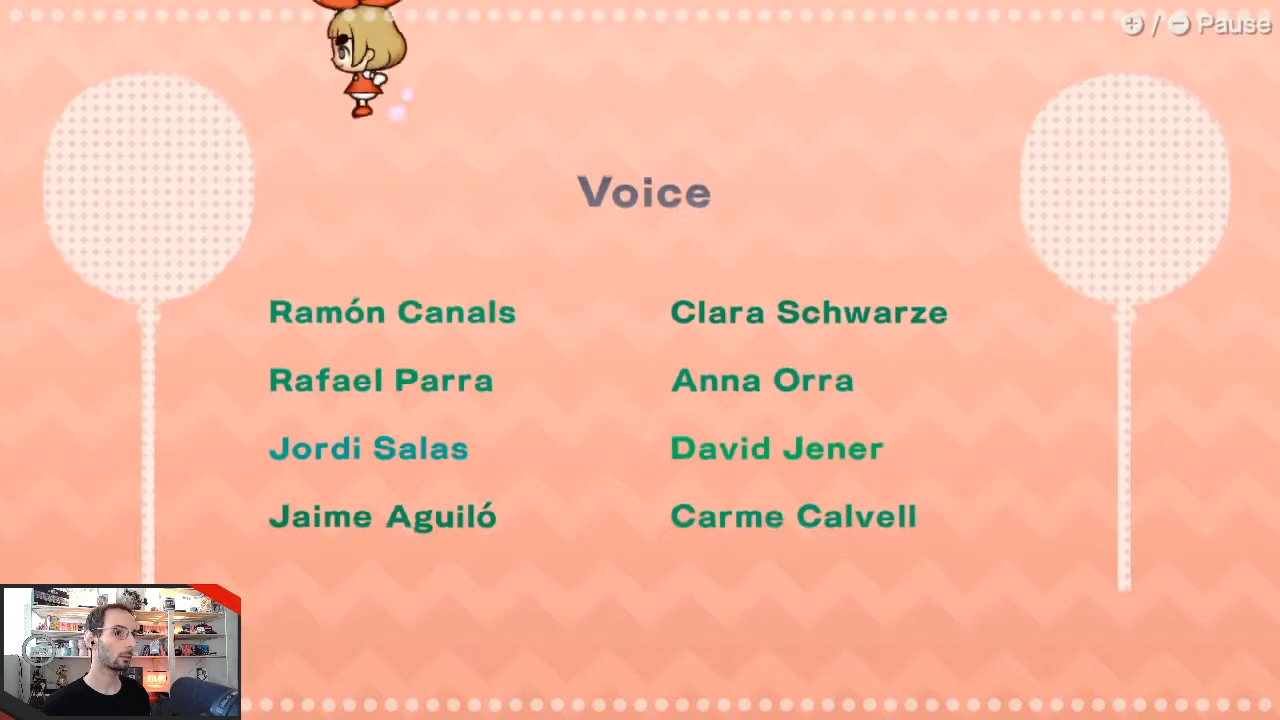 + / - Pause
Voice
Ramón Canals
Clara Schwarze
Rafael Parra
Anna Orra
Jordi Salas
David Jener
Jaime Aguiló
Carme Calvell